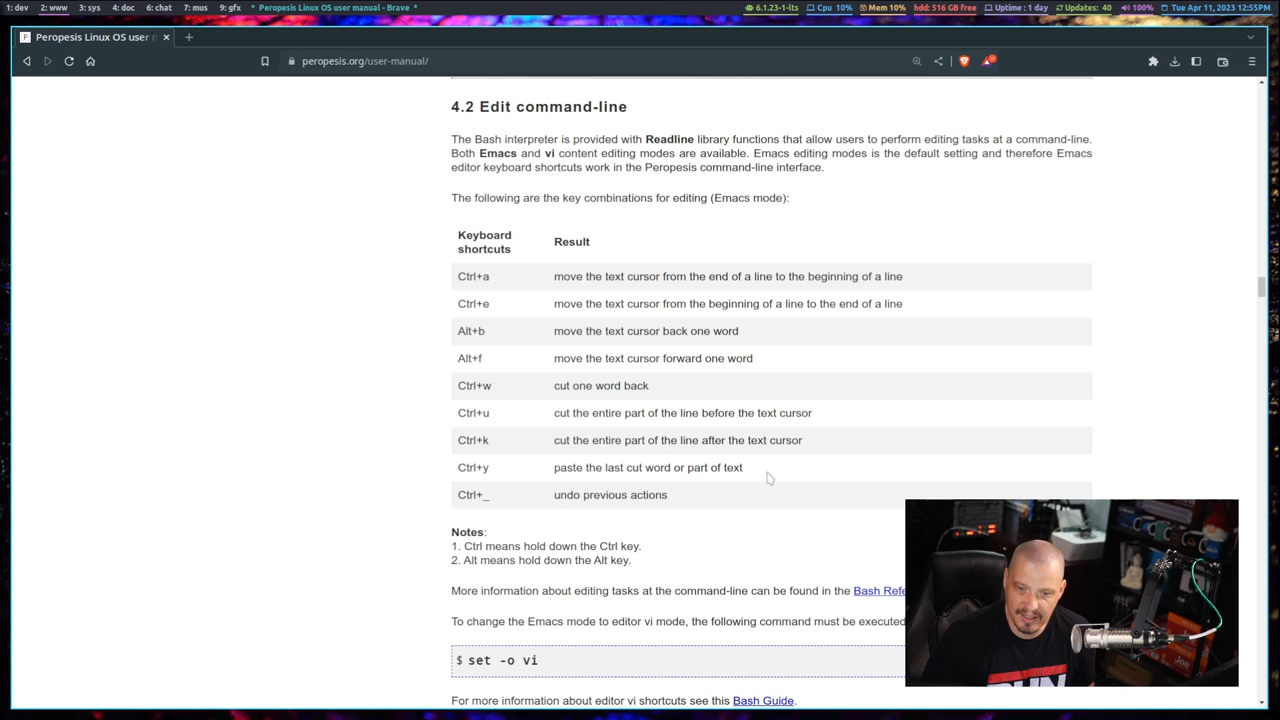 1: dev 2: www 3: sys 4: doc 6: chat 7: mus 9: gfx * Peropesis Linux OS user manual - Brave * 6.1.23-1-lts Cpu 10% Mem 10% hdd: 516 GB free Uptime : 1 day Updates: 40 100% Tue Apr 11, 2023 12:55PM
P Peropesis Linux OS user
peropesis.org/user-manual/
4.2 Edit command-line
The Bash interpreter is provided with Readline library functions that allow users to perform editing tasks at a command-line.
Both Emacs and vi content editing modes are available. Emacs editing modes is the default setting and therefore Emacs
editor keyboard shortcuts work in the Peropesis command-line interface.
The following are the key combinations for editing (Emacs mode):
Keyboard
shortcuts
Result
Ctrl+a move the text cursor from the end of a line to the beginning of a line
Ctrl+e move the text cursor from the beginning of a line to the end of a line
Alt+b move the text cursor back one word
Alt+f move the text cursor forward one word
Ctrl+w cut one word back
Ctrl+u cut the entire part of the line before the text cursor
Ctrl+k cut the entire part of the line after the text cursor
Ctrl+y paste the last cut word or part of text
Ctrl+_ undo previous actions
Notes:
1. Ctrl means hold down the Ctrl key.
2. Alt means hold down the Alt key.
More information about editing tasks at the command-line can be found in the Bash Refe
To change the Emacs mode to editor vi mode, the following command must be executed
$ set -o vi
For more information about editor vi shortcuts see this Bash Guide.